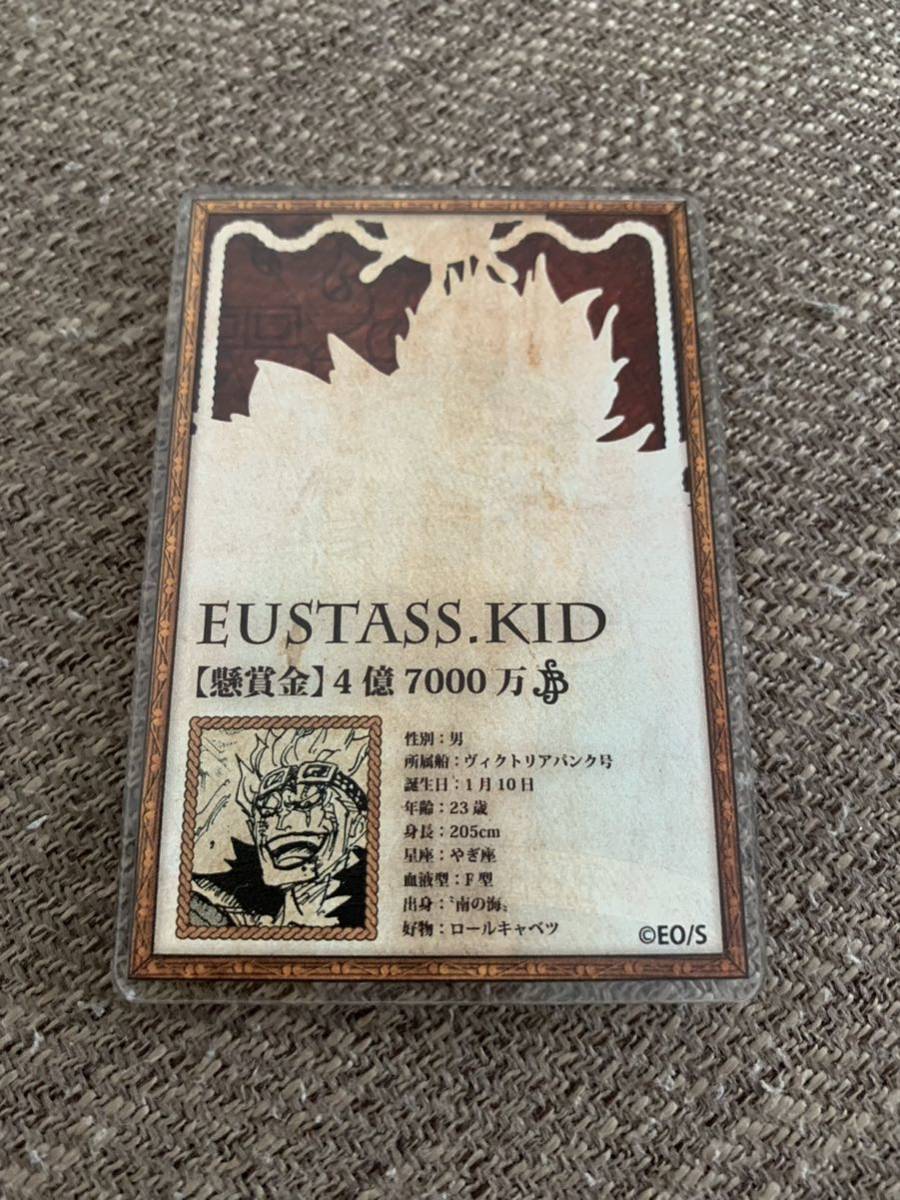 EUSTASS.KID
【懸賞金】4億7000万
性別：男
所属船：ヴィクトリアパンク号
誕生日：1月10日
年齢：23歳
身長：205cm
星座：やぎ座
血液型：F型
出身：〝南の海〟
好物：ロールキャベツ
©EO/S